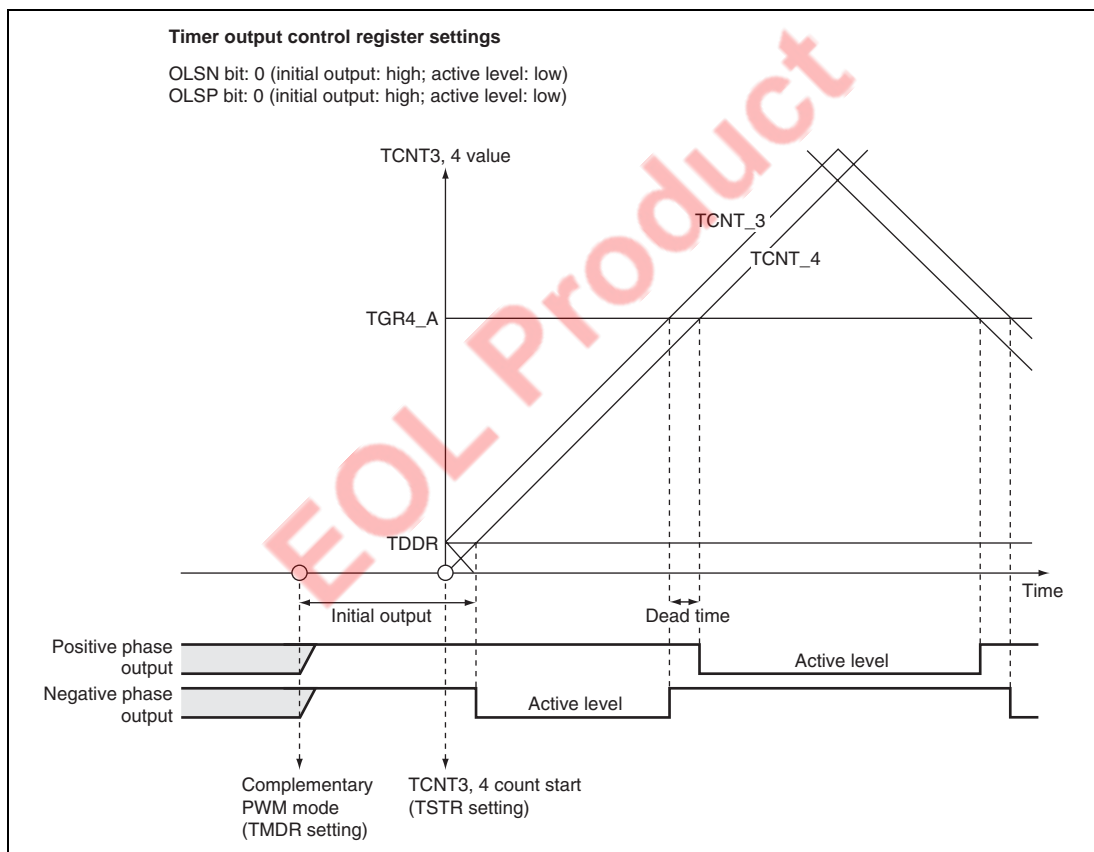 Timer output control register settings
OLSN bit: 0 (initial output: high; active level: low)
OLSP bit: 0 (initial output: high; active level: low)
TCNT3, 4 value
TCNT_3
TCNT_4
TGR4_A
TDDR
Time
Initial output
Dead time
Positive phase
output
Active level
Negative phase
output
Active level
Complementary
PWM mode
(TMDR setting)
TCNT3, 4 count start
(TSTR setting)
EOL Product